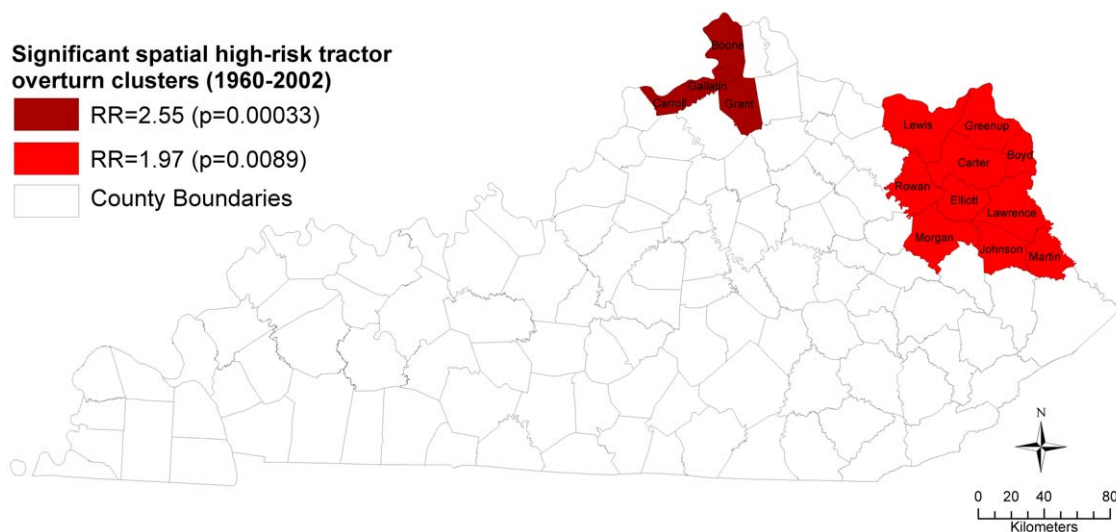 Significant spatial high-risk tractor
overturn clusters (1960-2002)
RR=2.55 (p=0.00033)
RR=1.97 (p=0.0089)
County Boundaries
Boone
Gallatin
Carroll
Grant
Lewis
Greenup
Carter
Boyd
Rowan
Elliott
Lawrence
Morgan
Johnson
Martin
N
0 20 40 60 80
Kilometers